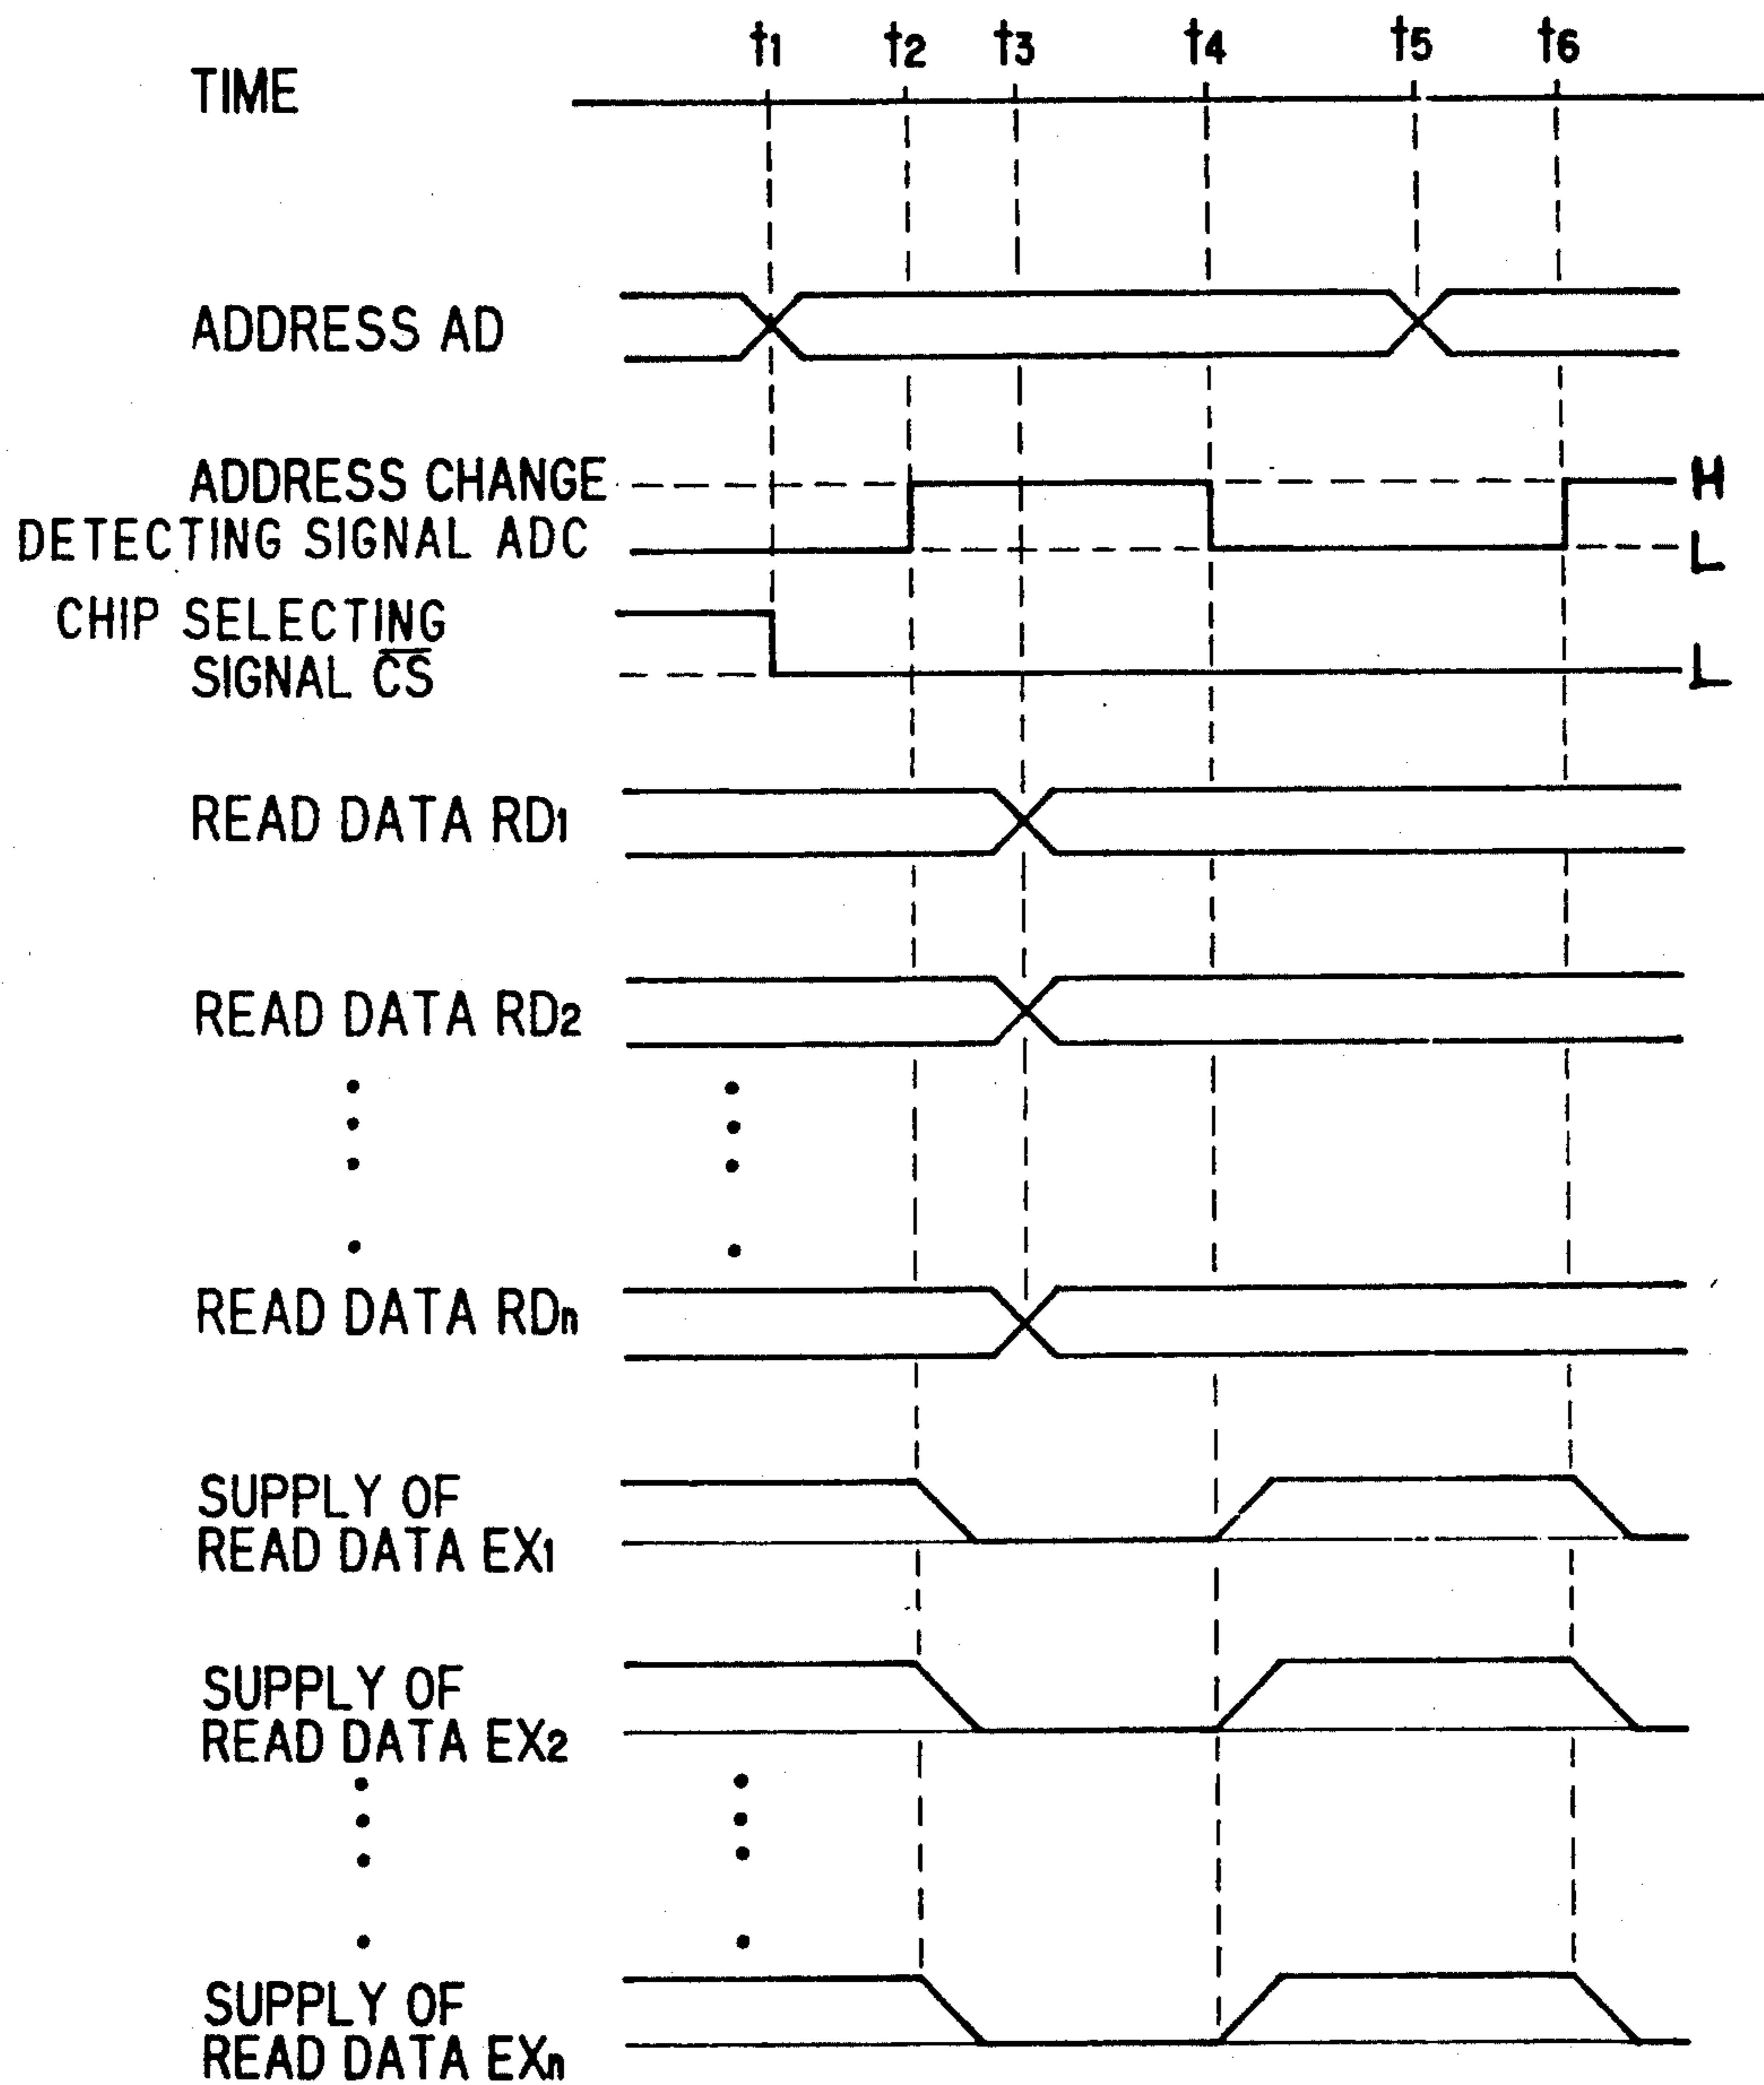 t1 t2 t3 t4 t5 t6
TIME
ADDRESS AD
ADDRESS CHANGE
DETECTING SIGNAL ADC
H
L
CHIP SELECTING
SIGNAL C̅S̅
L
READ DATA RD1
READ DATA RD2
READ DATA RDn
SUPPLY OF
READ DATA EX1
SUPPLY OF
READ DATA EX2
SUPPLY OF
READ DATA EXn